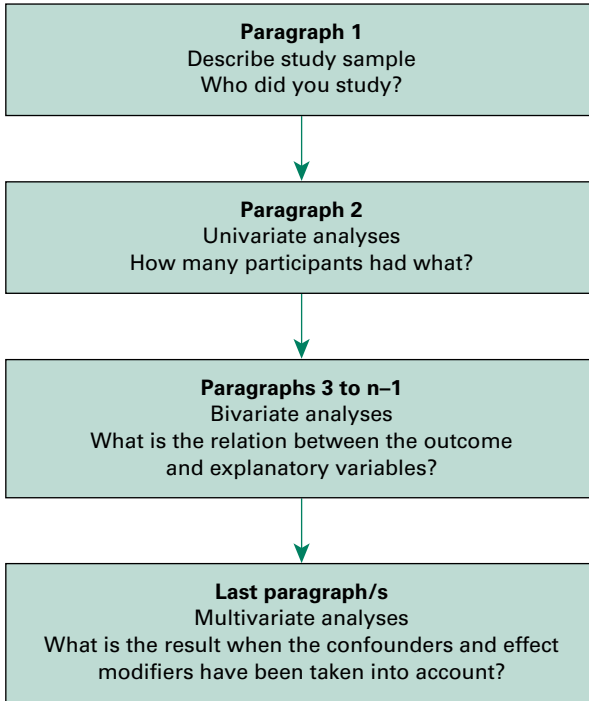 Paragraph 1
Describe study sample
Who did you study?
Paragraph 2
Univariate analyses
How many participants had what?
Paragraphs 3 to n–1
Bivariate analyses
What is the relation between the outcome
and explanatory variables?
Last paragraph/s
Multivariate analyses
What is the result when the confounders and effect
modifiers have been taken into account?